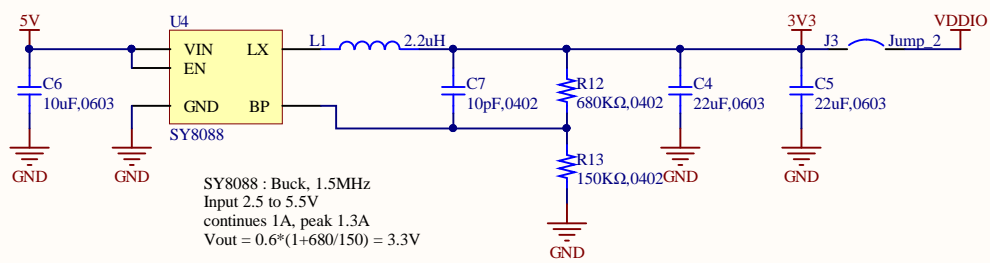 5V
U4
3V3
VDDIO
VIN
LX
L1
2.2uH
J3
Jump_2
EN
C6
10uF,0603
C7
10pF,0402
R12
680KΩ,0402
C4
22uF,0603
C5
22uF,0603
GND
BP
SY8088
R13
150KΩ,0402
GND
GND
GND
GND
GND
SY8088 : Buck, 1.5MHz
Input 2.5 to 5.5V
continues 1A, peak 1.3A
Vout = 0.6*(1+680/150) = 3.3V